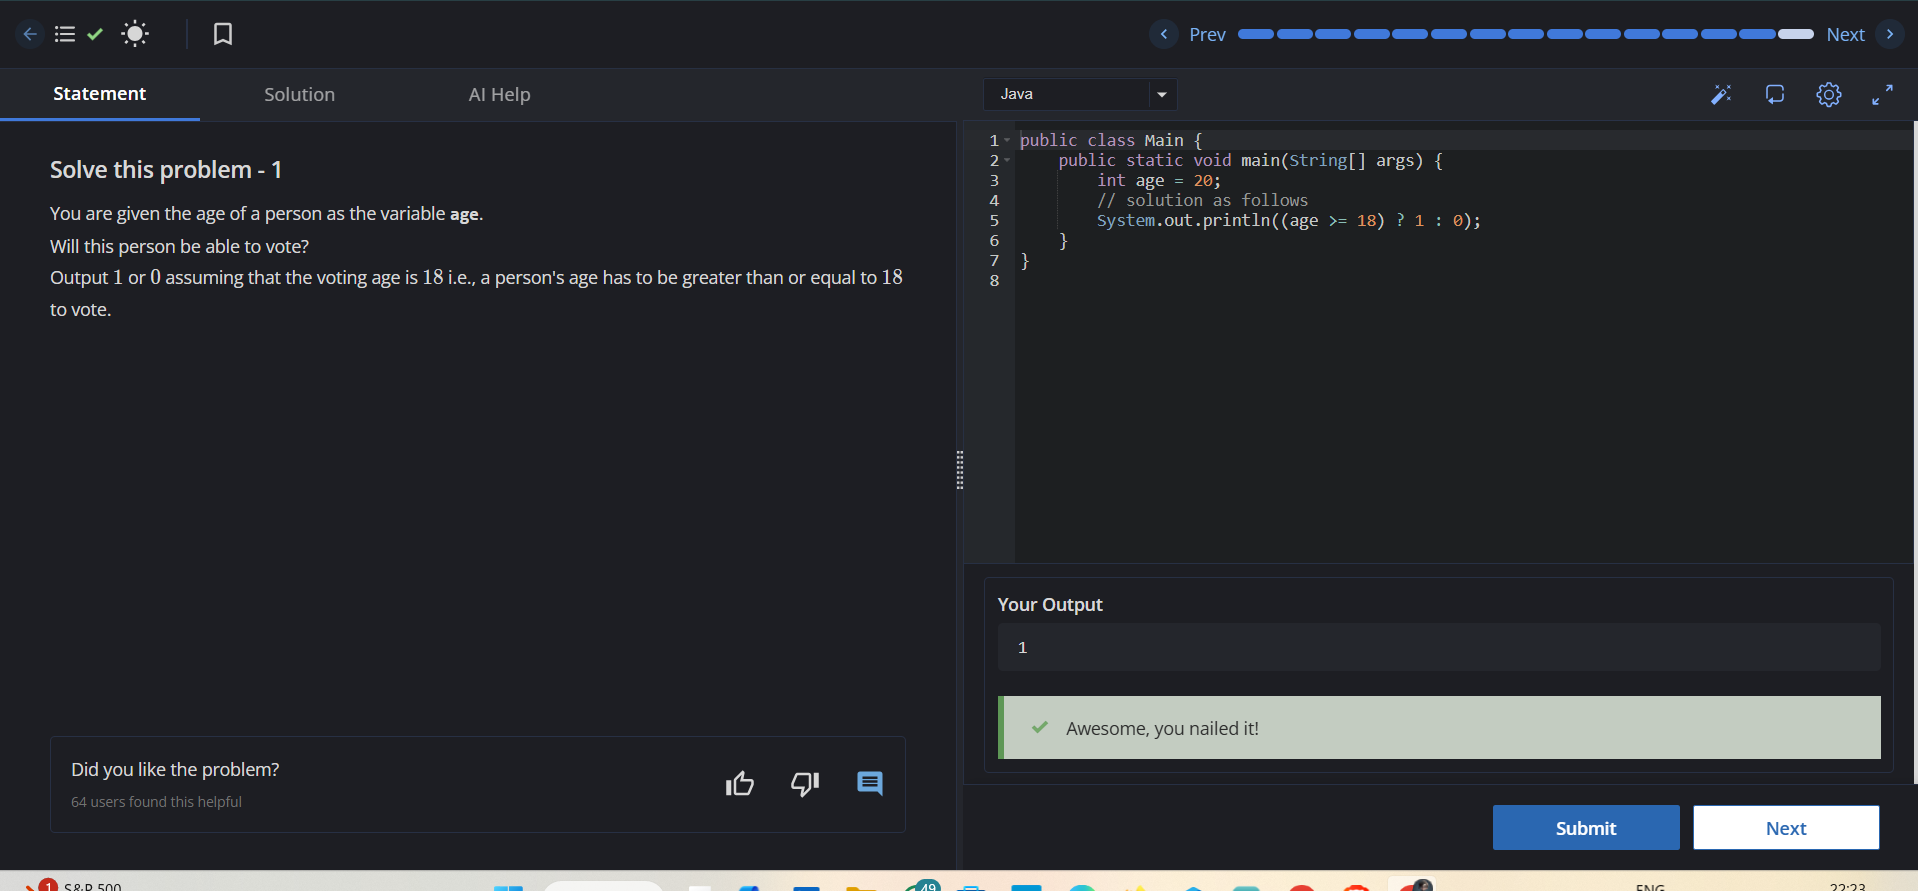 Prev
Next
Statement
Solution
AI Help
Java
Solve this problem - 1
You are given the age of a person as the variable age.
Will this person be able to vote?
Output 1 or 0 assuming that the voting age is 18 i.e., a person's age has to be greater than or equal to 18
to vote.
1 public class Main {
2     public static void main(String[] args) {
3         int age = 20;
4         // solution as follows
5         System.out.println((age >= 18) ? 1 : 0);
6     }
7 }
8
Your Output
1
Awesome, you nailed it!
Did you like the problem?
64 users found this helpful
Submit
Next
1
S&P 500
49
ENG
22:23